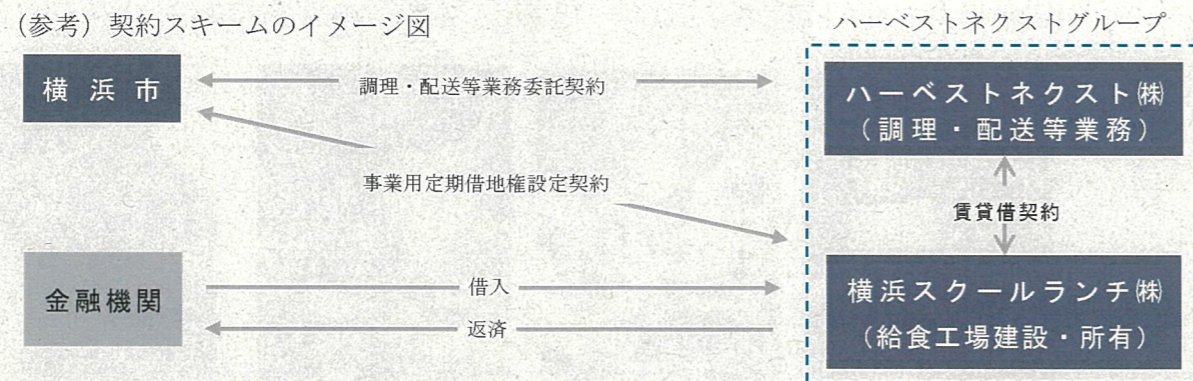 （参考）契約スキームのイメージ図
ハーベストネクストグループ
横浜市
調理・配送等業務委託契約
ハーベストネクスト㈱
（調理・配送等業務）
事業用定期借地権設定契約
賃貸借契約
金融機関
借入
返済
横浜スクールランチ㈱
（給食工場建設・所有）